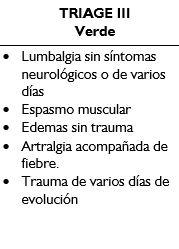 TRIAGE III
Verde
• Lumbalgia sin síntomas
neurológicos o de varios
días
• Espasmo muscular
• Edemas sin trauma
• Artralgia acompañada de
fiebre.
• Trauma de varios días de
evolución